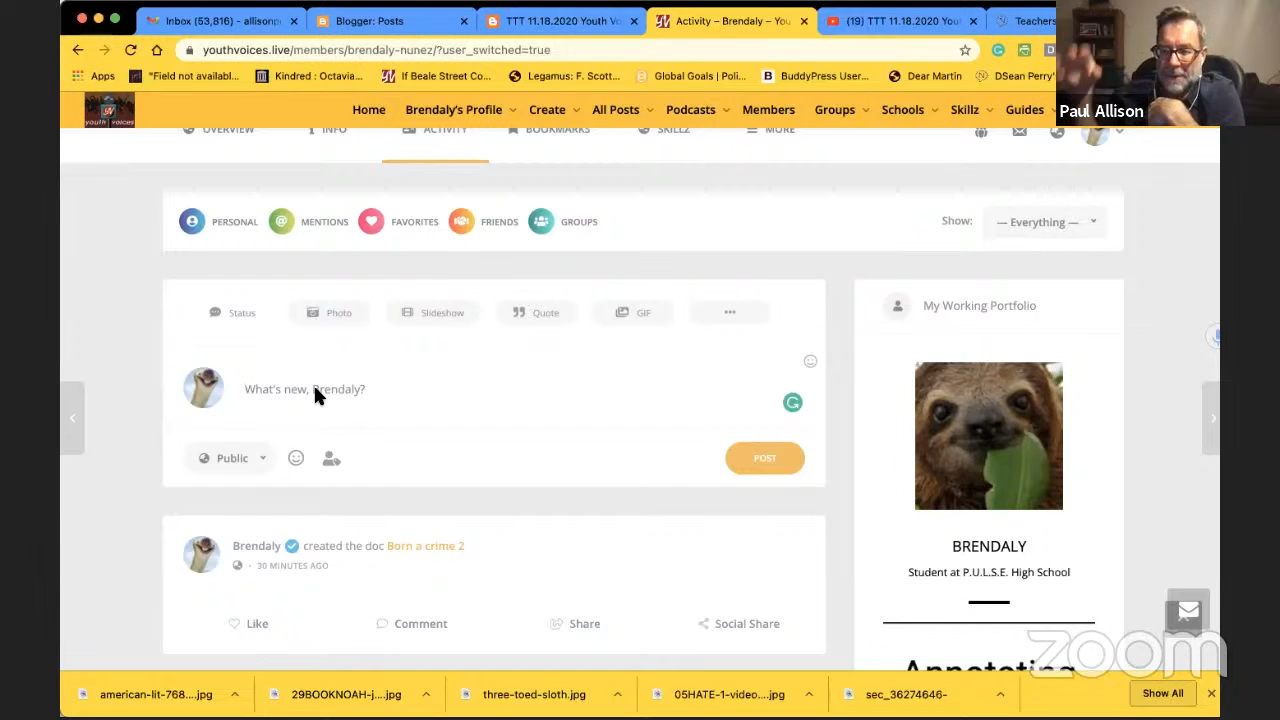 Inbox (53,816) – allisonp
Blogger: Posts
TTT 11.18.2020 Youth Vo
Activity – Brendaly – You
(19) TTT 11.18.2020 You
Teachers
youthvoices.live/members/brendaly-nunez/?user_switched=true
Apps
"Field not availabl...
Kindred : Octavia...
If Beale Street Co...
Legamus: F. Scott...
Global Goals | Poli...
BuddyPress User...
Dear Martin
DSean Perry'
Paul Allison
youth voices
Home
Brendaly's Profile
Create
All Posts
Podcasts
Members
Groups
Schools
Skillz
Guides
OVERVIEW
INFO
ACTIVITY
BOOKMARKS
SKILLZ
MORE
PERSONAL
MENTIONS
FAVORITES
FRIENDS
GROUPS
Show:
— Everything —
Status
Photo
Slideshow
Quote
GIF
What's new, Brendaly?
Public
POST
My Working Portfolio
BRENDALY
Student at P.U.L.S.E. High School
Annotating
Brendaly created the doc Born a crime 2
30 MINUTES AGO
Like
Comment
Share
Social Share
zoom
american-lit-768....jpg
29BOOKNOAH-j....jpg
three-toed-sloth.jpg
05HATE-1-video....jpg
sec_36274646-
Show All